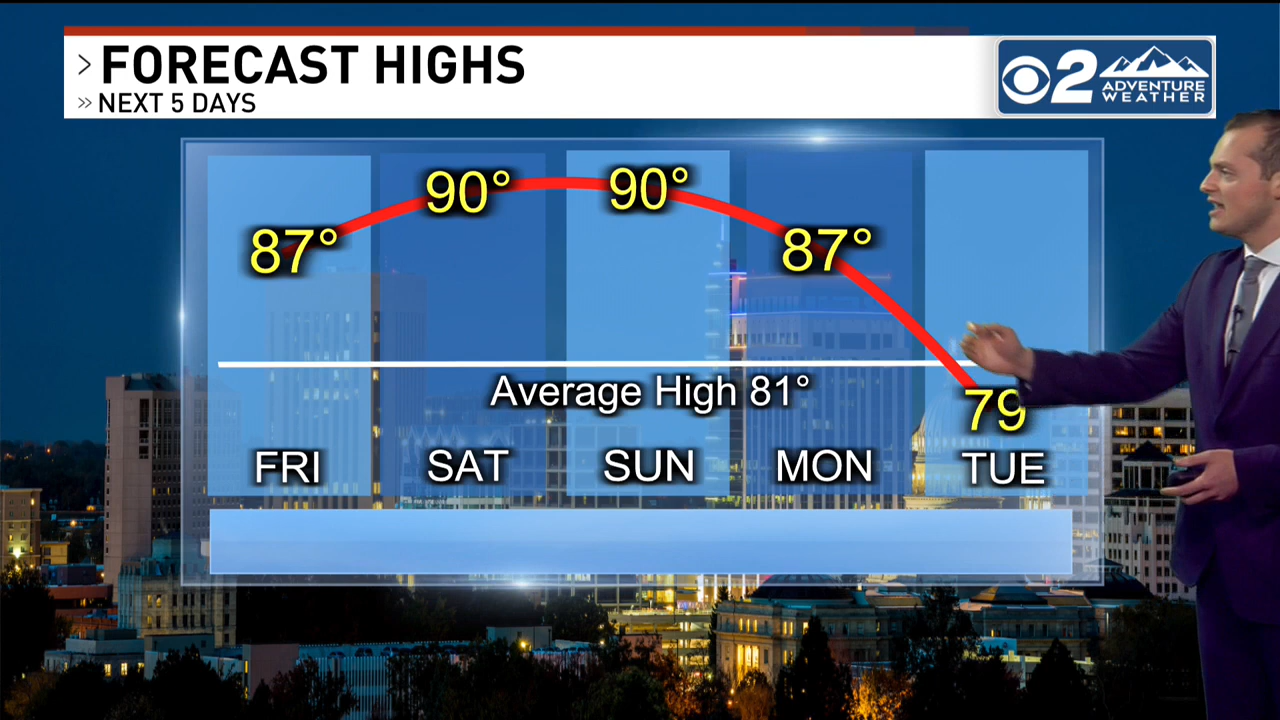 > FORECAST HIGHS
>> NEXT 5 DAYS
2 ADVENTURE
WEATHER
87° 90° 90° 87° 79
Average High 81°
FRI SAT SUN MON TUE